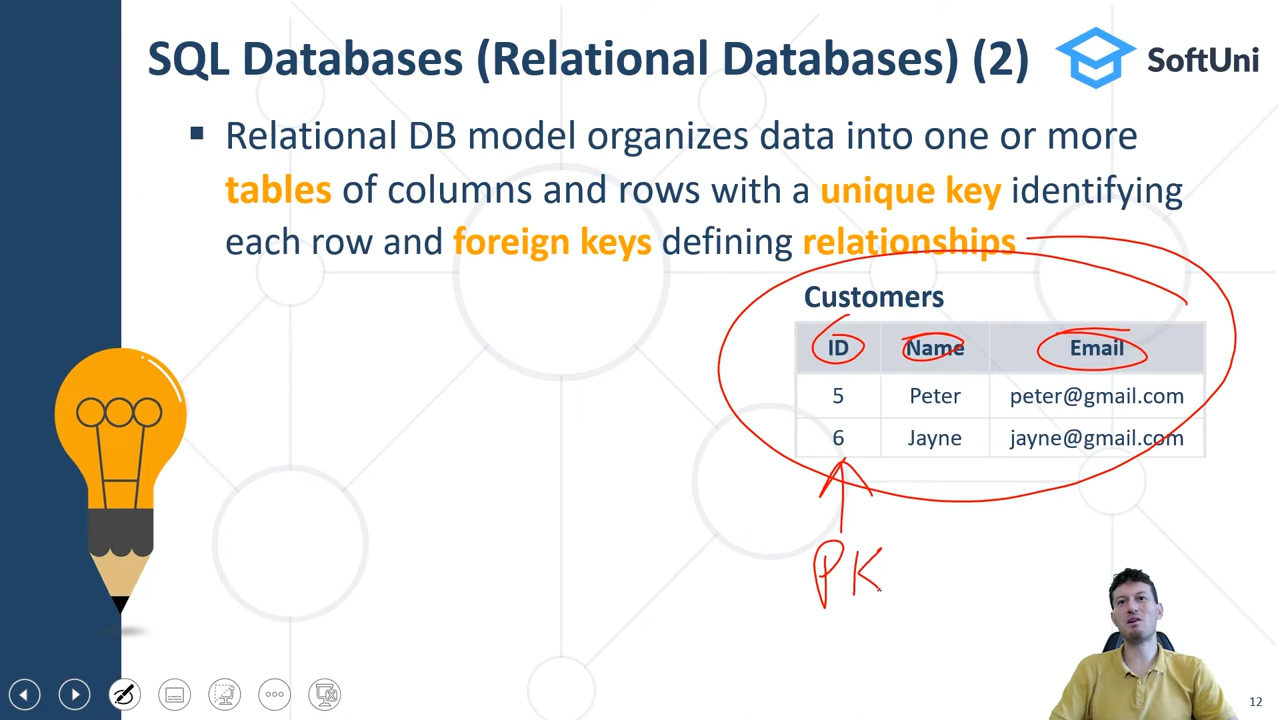 SQL Databases (Relational Databases) (2)
SoftUni
▪ Relational DB model organizes data into one or more
tables of columns and rows with a unique key identifying
each row and foreign keys defining relationships
Customers
ID Name Email
5 Peter peter@gmail.com
6 Jayne jayne@gmail.com
PK
12